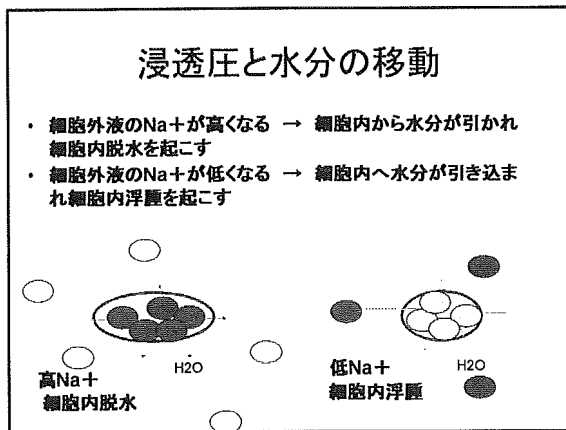 浸透圧と水分の移動
・ 細胞外液のNa＋が高くなる → 細胞内から水分が引かれ
細胞内脱水を起こす
・ 細胞外液のNa＋が低くなる → 細胞内へ水分が引き込ま
れ細胞内浮腫を起こす
高Na＋
細胞内脱水
H2O
低Na＋
細胞内浮腫
H2O